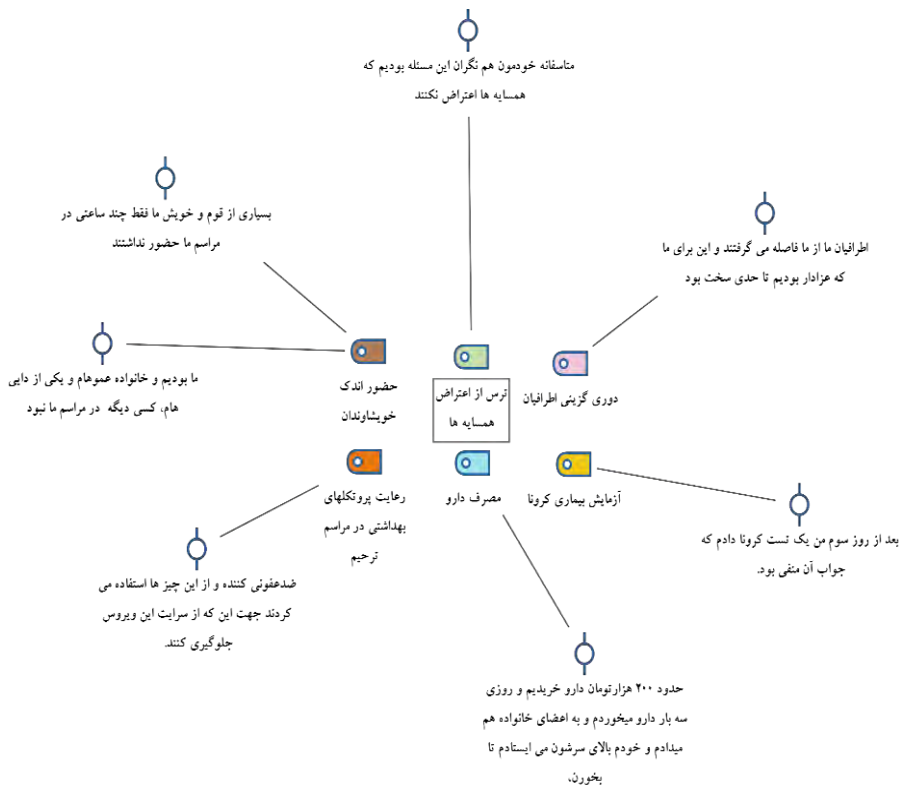 متاسفانه خودمون هم نگران این مسئله بودیم که
همسایه ها اعتراض نکنند
بسیاری از قوم و خویش ما فقط چند ساعتی در
مراسم ما حضور نداشتند
اطرافیان ما از ما فاصله می گرفتند و این برای ما
که عزادار بودیم تا حدی سخت بود
ما بودیم و خانواده عموهام و یکی از دایی
هام، کسی دیگه در مراسم ما نبود
حضور اندک
خویشاوندان
ترس از اعتراض
همسایه ها
دوری گزینی اطرافیان
رعایت پروتکلهای
بهداشتی در مراسم
ترحیم
مصرف دارو
آزمایش بیماری کرونا
بعد از روز سوم من یک تست کرونا دادم که
جواب آن منفی بود.
ضدعفونی کننده و از این چیز ها استفاده می
کردند جهت این که از سرایت این ویروس
جلوگیری کنند.
حدود ۲۰۰ هزارتومان دارو خریدیم و روزی
سه بار دارو میخوردم و به اعضای خانواده هم
میدادم و خودم بالای سرشون می ایستادم تا
بخورن.